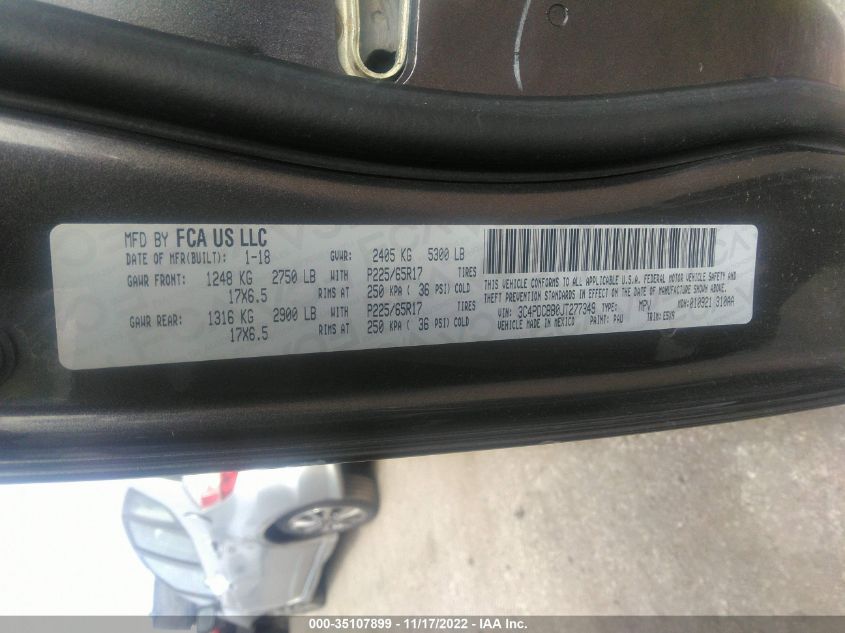 MFD BY FCA US LLC
DATE OF MFR(BUILT): 1-18 GVWR: 2405 KG 5300 LB
GAWR FRONT: 1248 KG 2750 LB WITH P225/65R17 TIRES
17X6.5 RIMS AT 250 KPA ( 36 PSI) COLD
GAWR REAR: 1316 KG 2900 LB WITH P225/65R17 TIRES
17X6.5 RIMS AT 250 KPA ( 36 PSI) COLD
THIS VEHICLE CONFORMS TO ALL APPLICABLE U.S.A. FEDERAL MOTOR VEHICLE SAFETY AND
THEFT PREVENTION STANDARDS IN EFFECT ON THE DATE OF MANUFACTURE SHOWN ABOVE.
VIN: 3C4PDCBB0JT277349 TYPE: MPV MDH: 010921 310AA
VEHICLE MADE IN MEXICO PAINT: PAU TRIM: E5X9
000-35107899 - 11/17/2022 - IAA Inc.